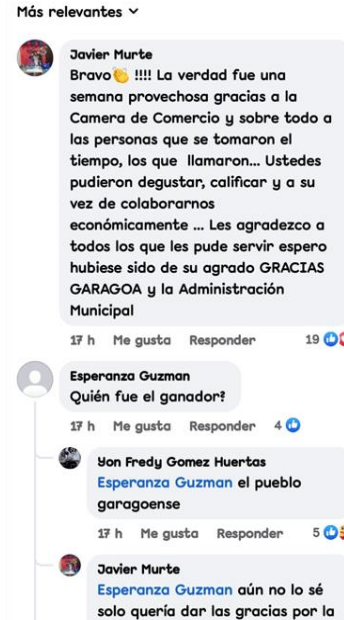 Más relevantes
Javier Murte
Bravo👏 !!!! La verdad fue una
semana provechosa gracias a la
Camera de Comercio y sobre todo a
las personas que se tomaron el
tiempo, los que llamaron... Ustedes
pudieron degustar, calificar y a su
vez de colaborarnos
económicamente ... Les agradezco a
todos los que les pude servir espero
hubiese sido de su agrado GRACIAS
GARAGOA y la Administración
Municipal
17 h Me gusta Responder 19
Esperanza Guzman
Quién fue el ganador?
17 h Me gusta Responder 4
Yon Fredy Gomez Huertas
Esperanza Guzman el pueblo
garagoense
17 h Me gusta Responder 5
Javier Murte
Esperanza Guzman aún no lo sé
solo quería dar las gracias por la